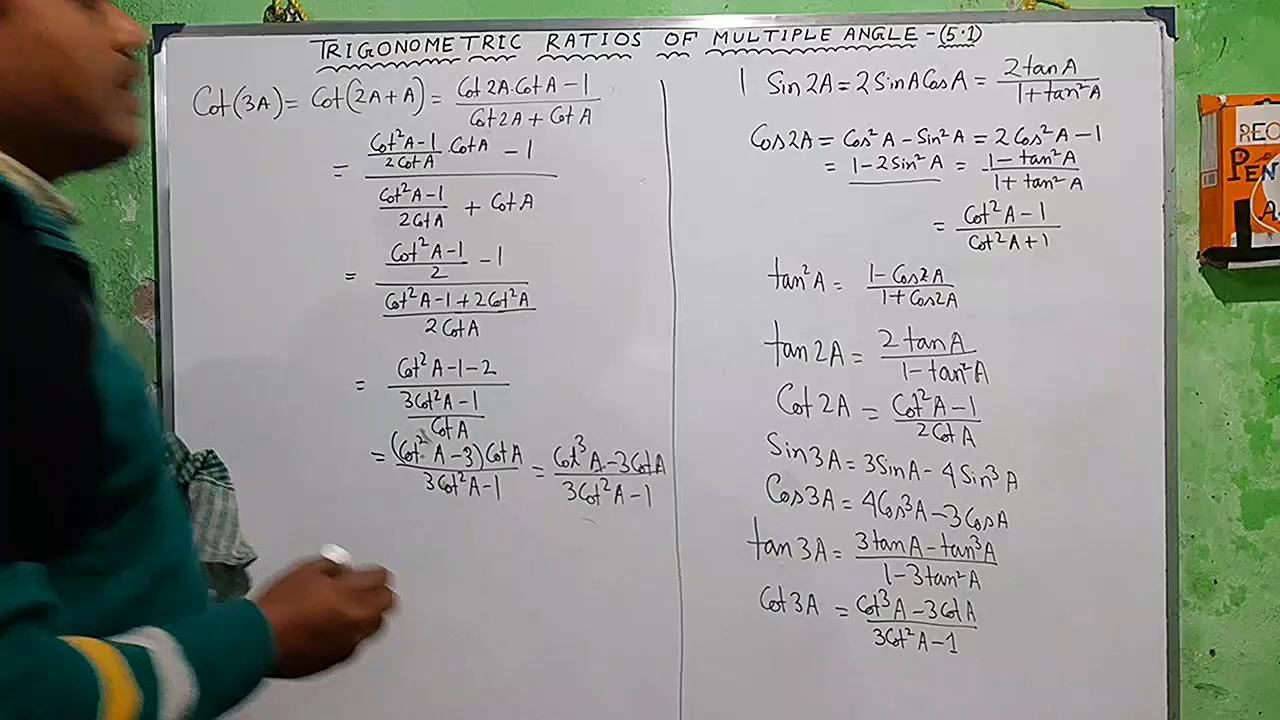 TRIGONOMETRIC RATIOS OF MULTIPLE ANGLE-(5.1)
Cot(3A) = Cot(2A+A) = (Cot2A.CotA-1)/(Cot2A+CotA)
= ((Cot²A-1)/(2CotA).CotA - 1)/((Cot²A-1)/(2CotA) + CotA)
= ((Cot²A-1)/2 - 1)/((Cot²A-1+2Cot²A)/(2CotA))
= (Cot²A-1-2)/((3Cot²A-1)/CotA)
= ((Cot²A-3)CotA)/(3Cot²A-1) = (Cot³A-3CotA)/(3Cot²A-1)
1 Sin2A = 2SinACosA = (2tanA)/(1+tan²A)
Cos2A = Cos²A-Sin²A = 2Cos²A-1
= 1-2Sin²A = (1-tan²A)/(1+tan²A)
= (Cot²A-1)/(Cot²A+1)
tan²A = (1-Cos2A)/(1+Cos2A)
tan2A = (2tanA)/(1-tan²A)
Cot2A = (Cot²A-1)/(2CotA)
Sin3A = 3SinA-4Sin³A
Cos3A = 4Cos³A-3CosA
tan3A = (3tanA-tan³A)/(1-3tan²A)
Cot3A = (Cot³A-3CotA)/(3Cot²A-1)